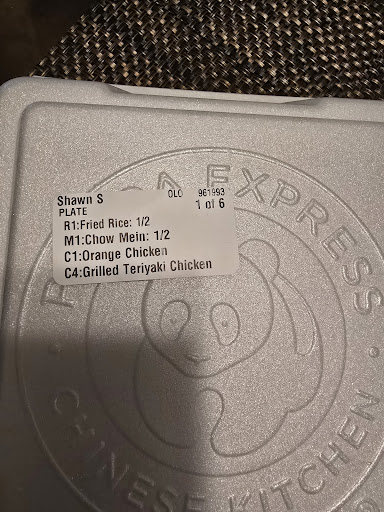 Shawn S OLO 961993
PLATE 1 of 6
R1:Fried Rice: 1/2
M1:Chow Mein: 1/2
C1:Orange Chicken
C4:Grilled Teriyaki Chicken
PANDA EXPRESS
CHINESE KITCHEN